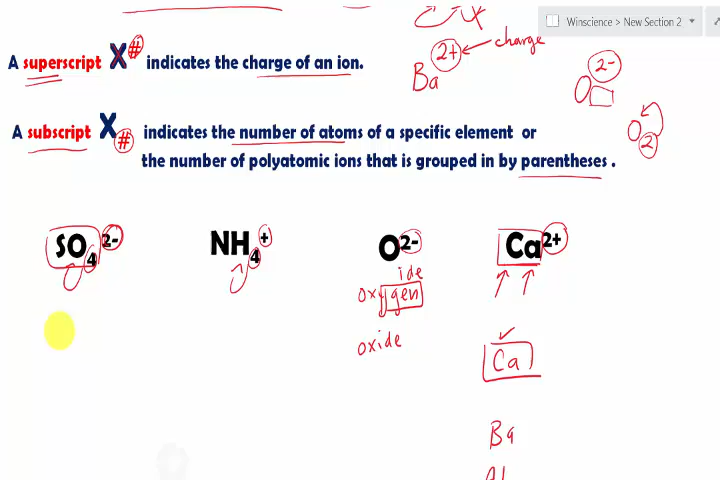 Winscience > New Section 2
A superscript X# indicates the charge of an ion.
Ba2+ ← charge
O2-
A subscript X# indicates the number of atoms of a specific element or
the number of polyatomic ions that is grouped in by parentheses .
O2
SO42-
NH4+
O2-
Ca2+
ide
oxygen
oxide
Ca
Ba